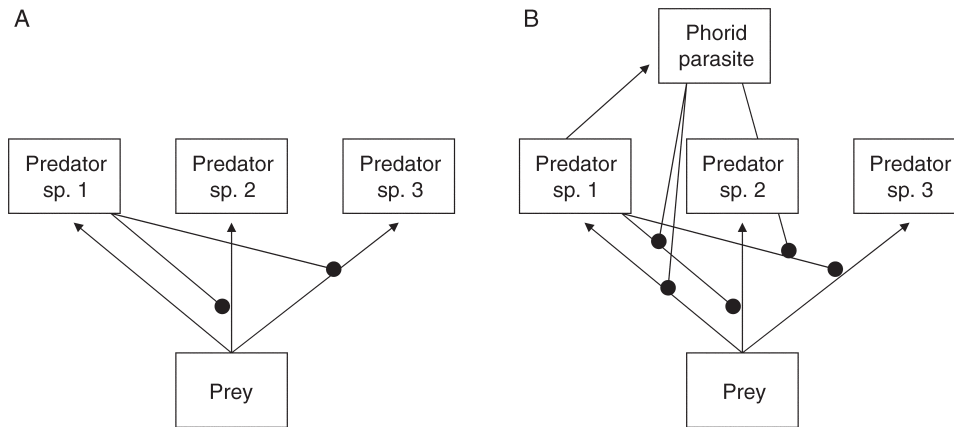 A
B
Phorid
parasite
Predator
sp. 1
Predator
sp. 2
Predator
sp. 3
Predator
sp. 1
Predator
sp. 2
Predator
sp. 3
Prey
Prey